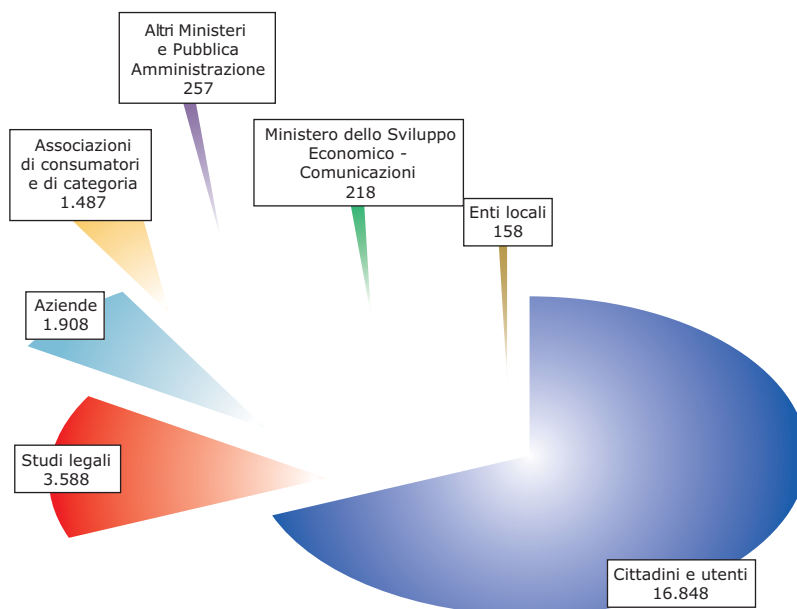 Altri Ministeri
e Pubblica
Amministrazione
257
Associazioni
di consumatori
e di categoria
1.487
Ministero dello Sviluppo
Economico -
Comunicazioni
218
Enti locali
158
Aziende
1.908
Studi legali
3.588
Cittadini e utenti
16.848